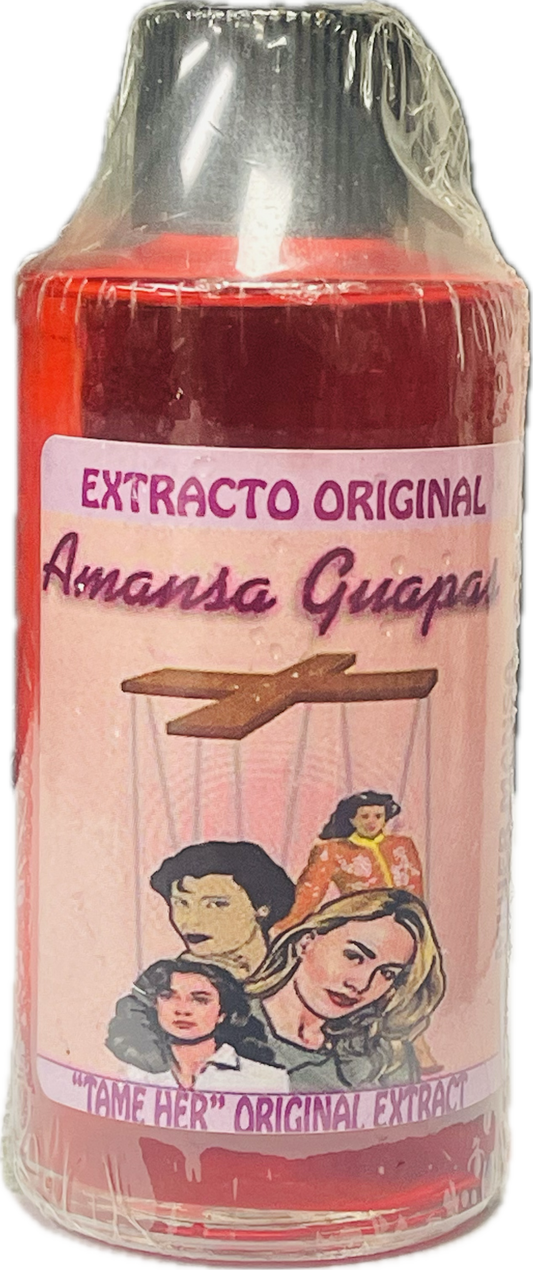 EXTRACTO ORIGINAL
Amansa Guapas
"TAME HER" ORIGINAL EXTRACT